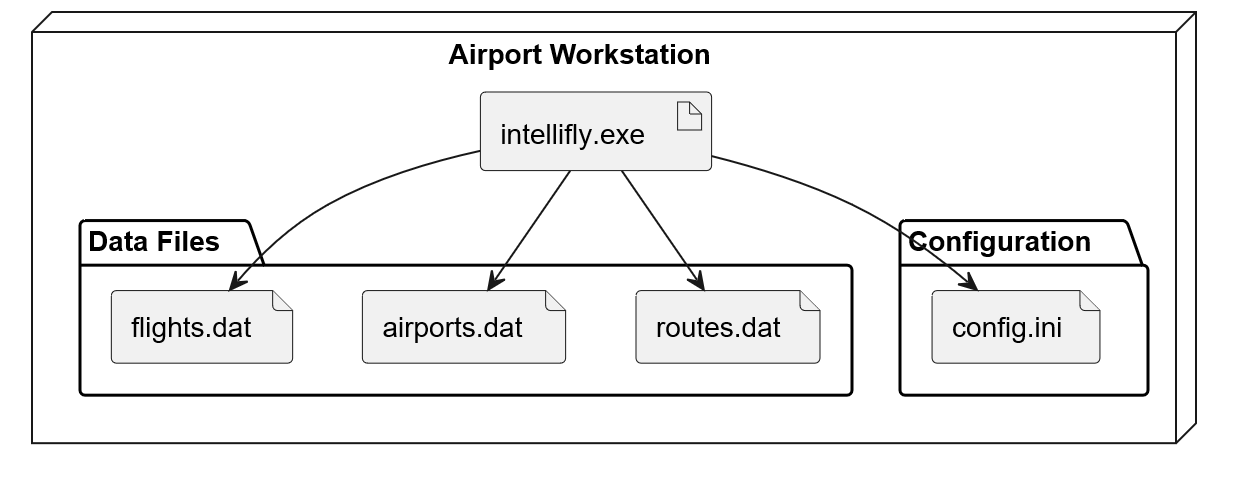 Airport Workstation
intellifly.exe
Data Files
Configuration
flights.dat
airports.dat
routes.dat
config.ini